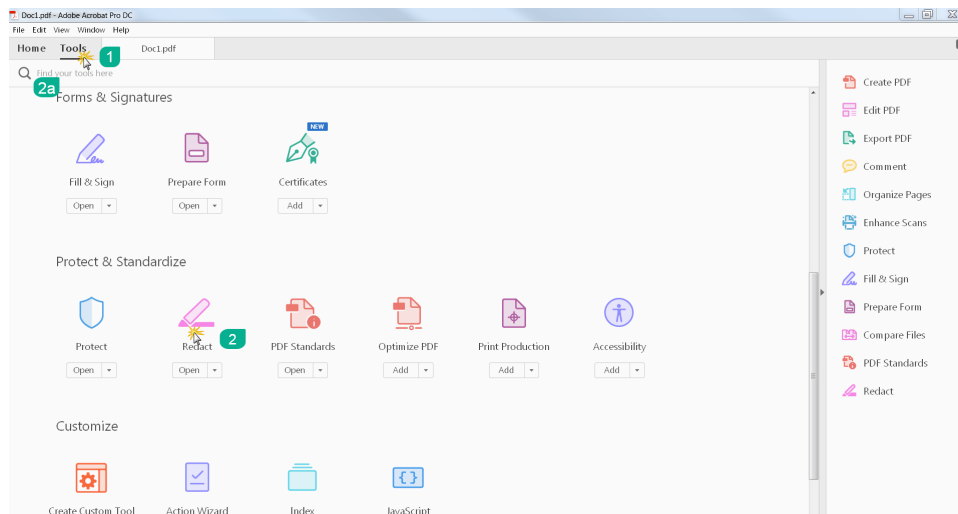 Doc1.pdf - Adobe Acrobat Pro DC
File Edit View Window Help
Home Tools 1 Doc1.pdf
Find your tools here
2a
Forms & Signatures
NEW
Fill & Sign Prepare Form Certificates
Open Open Add
Protect & Standardize
2
Protect Redact PDF Standards Optimize PDF Print Production Accessibility
Open Open Open Add Add Add
Customize
Create Custom Tool Action Wizard Index JavaScript
Create PDF
Edit PDF
Export PDF
Comment
Organize Pages
Enhance Scans
Protect
Fill & Sign
Prepare Form
Compare Files
PDF Standards
Redact